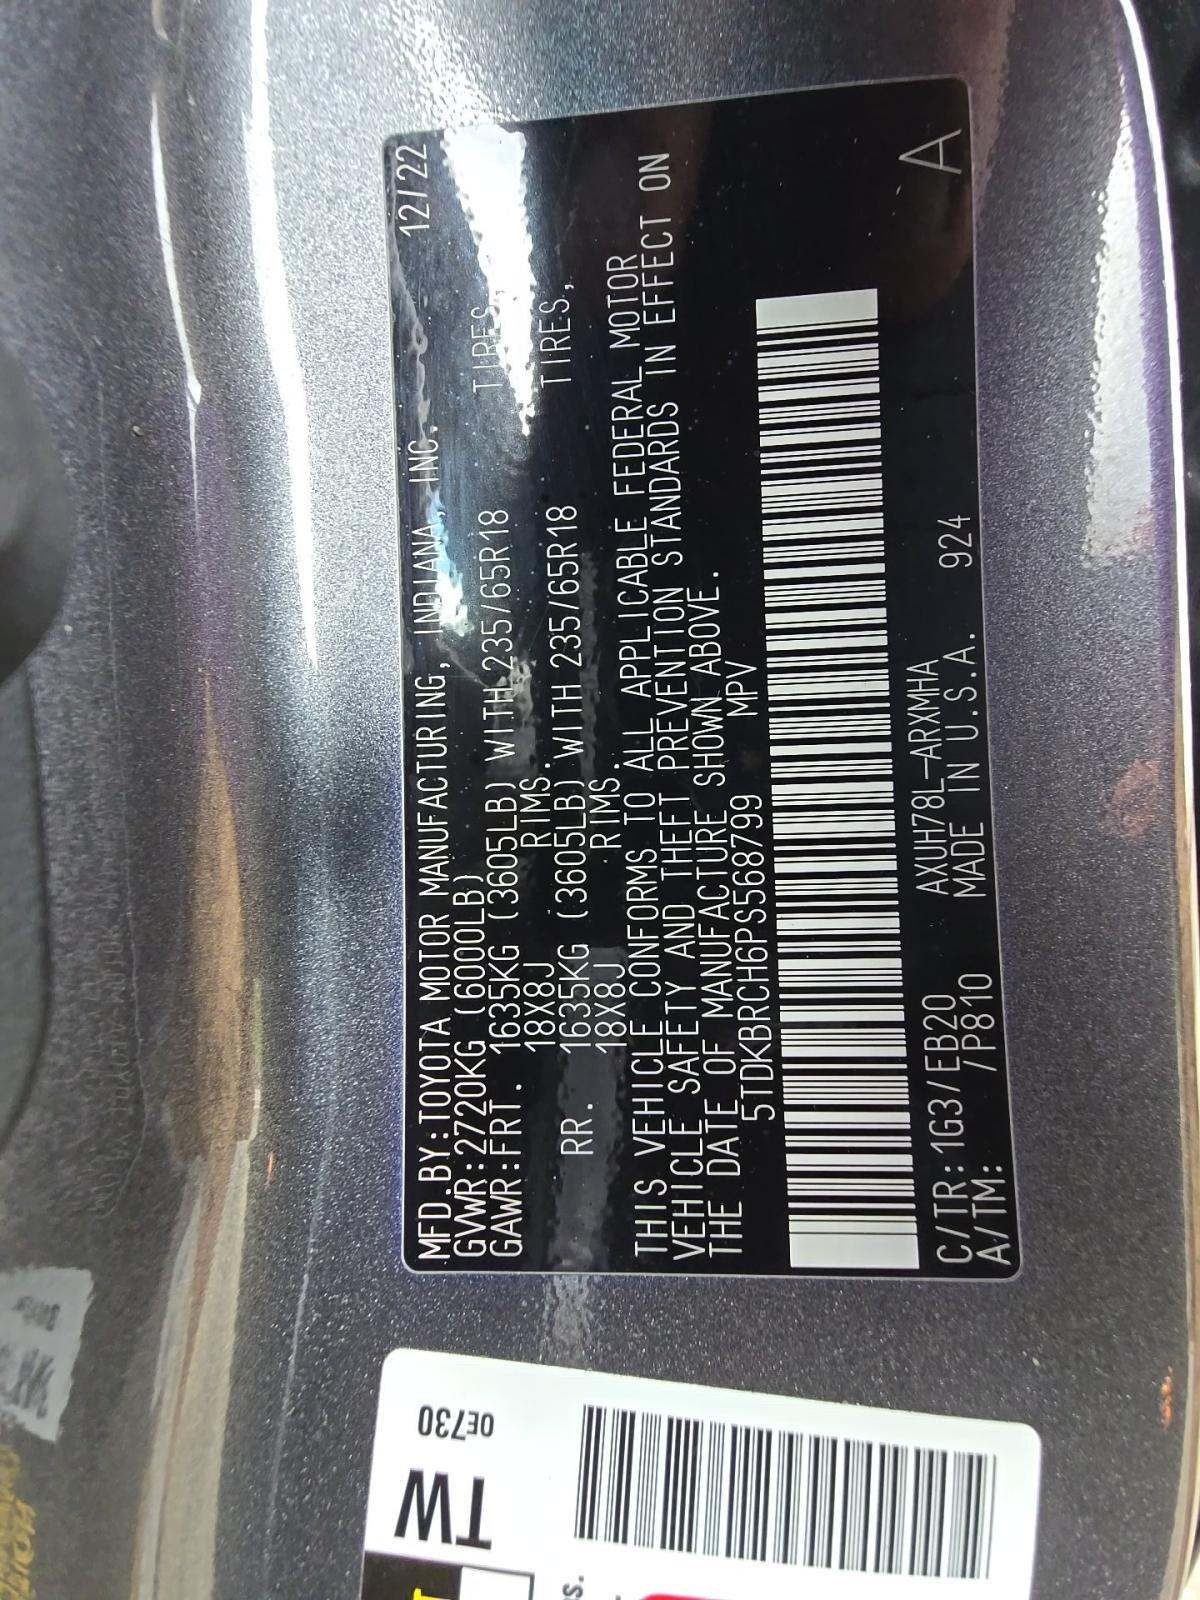 MFD.BY:TOYOTA MOTOR MANUFACTURING, INDIANA, INC. 12/22
GVWR:2720KG (6000LB)
GAWR:FRT. 1635KG (3605LB) WITH 235/65R18 TIRES,
18X8J RIMS.
RR. 1635KG (3605LB) WITH 235/65R18 TIRES,
18X8J RIMS.
THIS VEHICLE CONFORMS TO ALL APPLICABLE FEDERAL MOTOR
VEHICLE SAFETY AND THEFT PREVENTION STANDARDS IN EFFECT ON
THE DATE OF MANUFACTURE SHOWN ABOVE.
5TDKBRCH6PS568799 MPV
C/TR:1G3/EB20 AXUH78L-ARXMHA
A/TM: /P810 MADE IN U.S.A. 924 A
0E730
TW